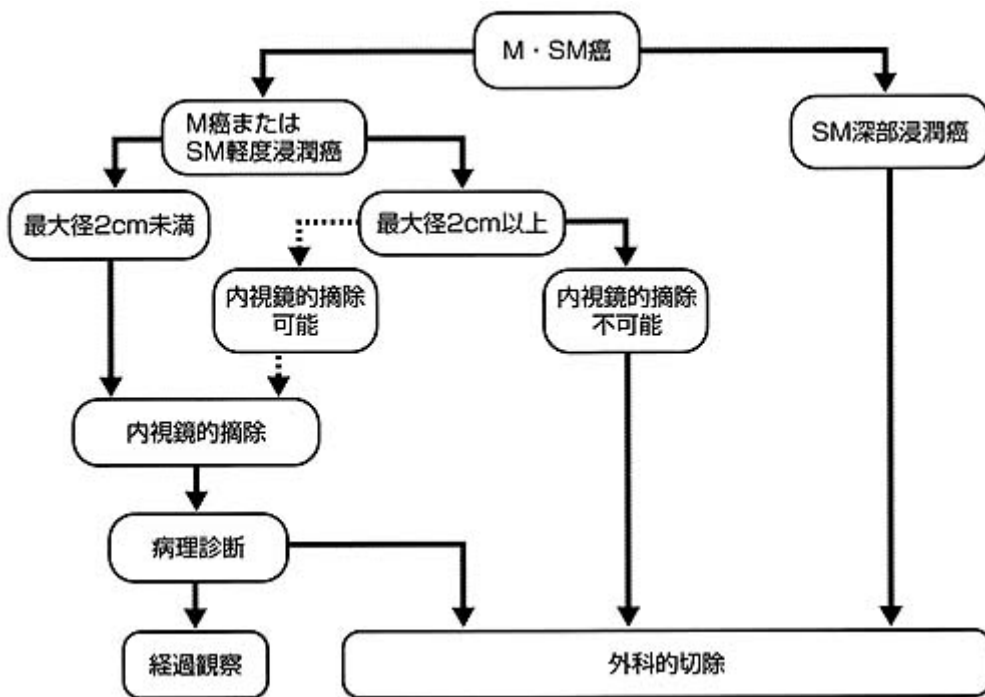 M・SM癌
M癌または
SM軽度浸潤癌
SM深部浸潤癌
最大径2cm未満
最大径2cm以上
内視鏡的摘除
可能
内視鏡的摘除
不可能
内視鏡的摘除
病理診断
経過観察
外科的切除